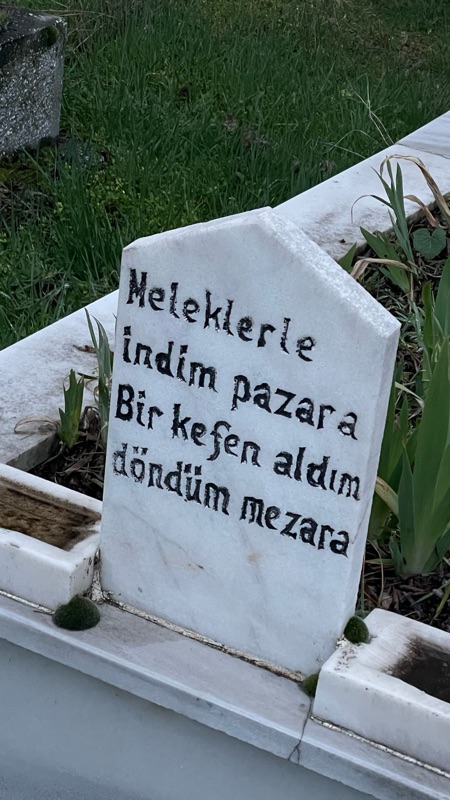 Meleklerle
indim pazara
Bir kefen aldım
döndüm mezara